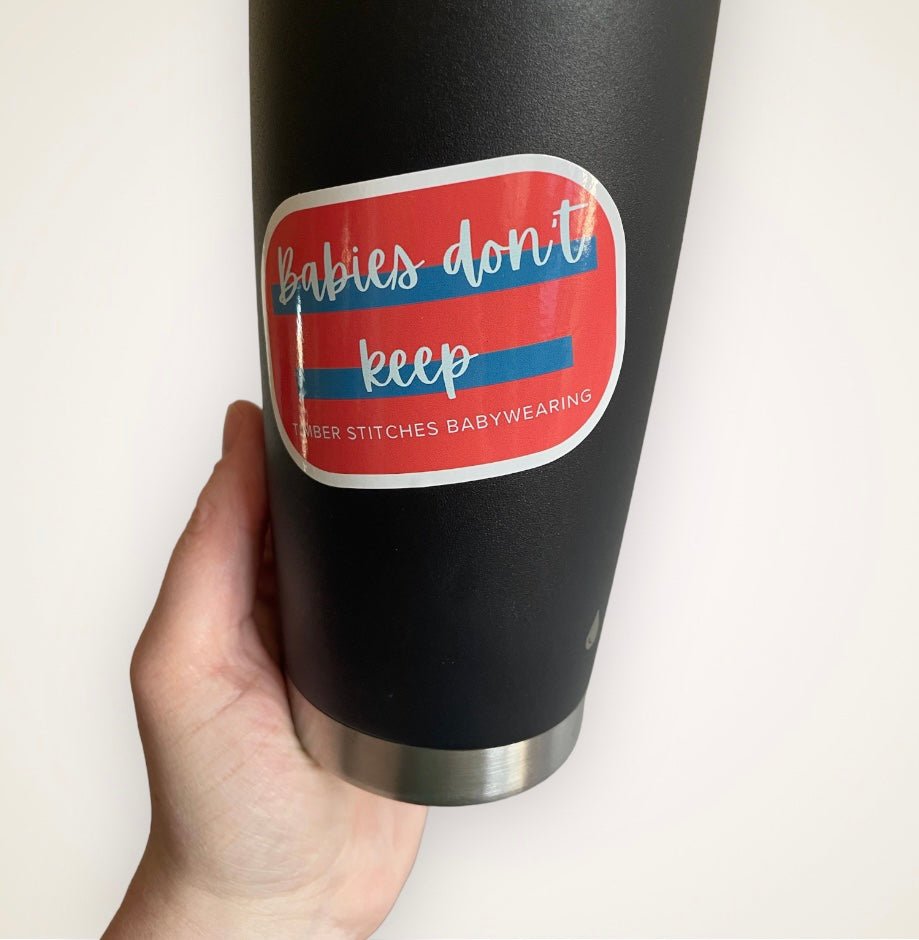 Babies don't
keep
TIMBER STITCHES BABYWEARING